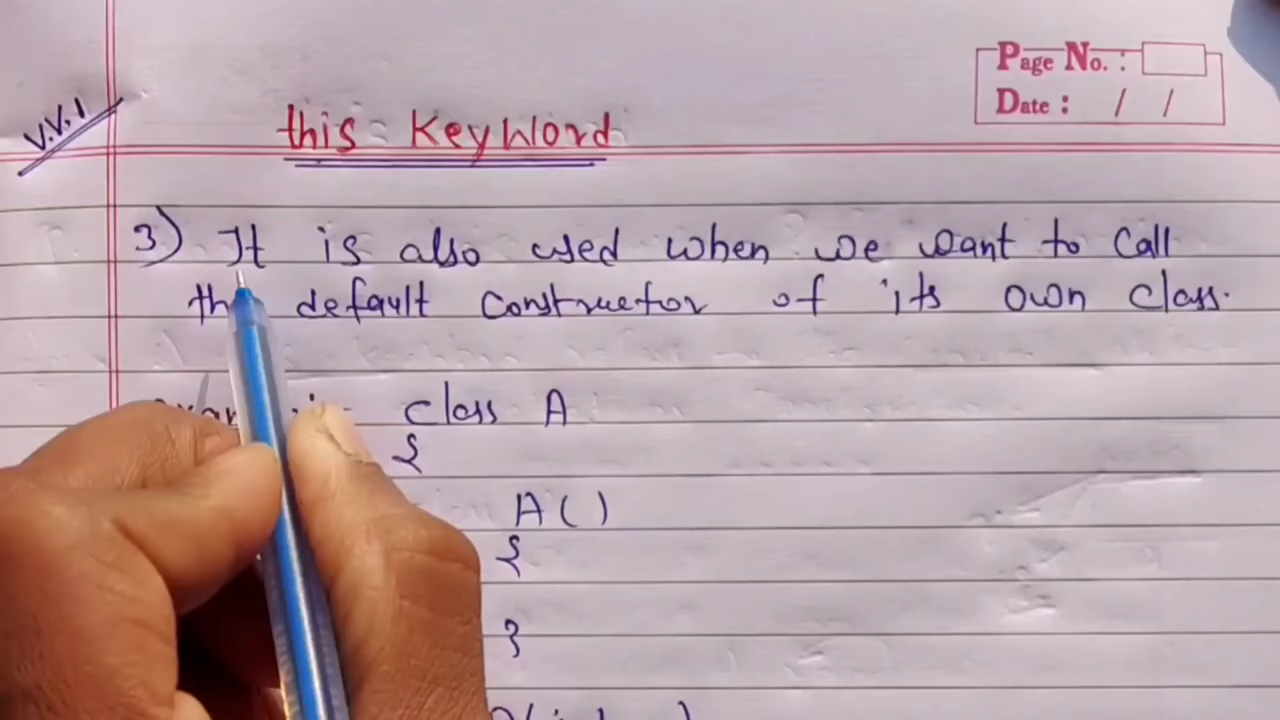 Page No. :
Date : / /
V.V.I
this KeyWord
3) It is also used when we want to call
the default constructor of its own class.
class A
{
A ( )
{
}